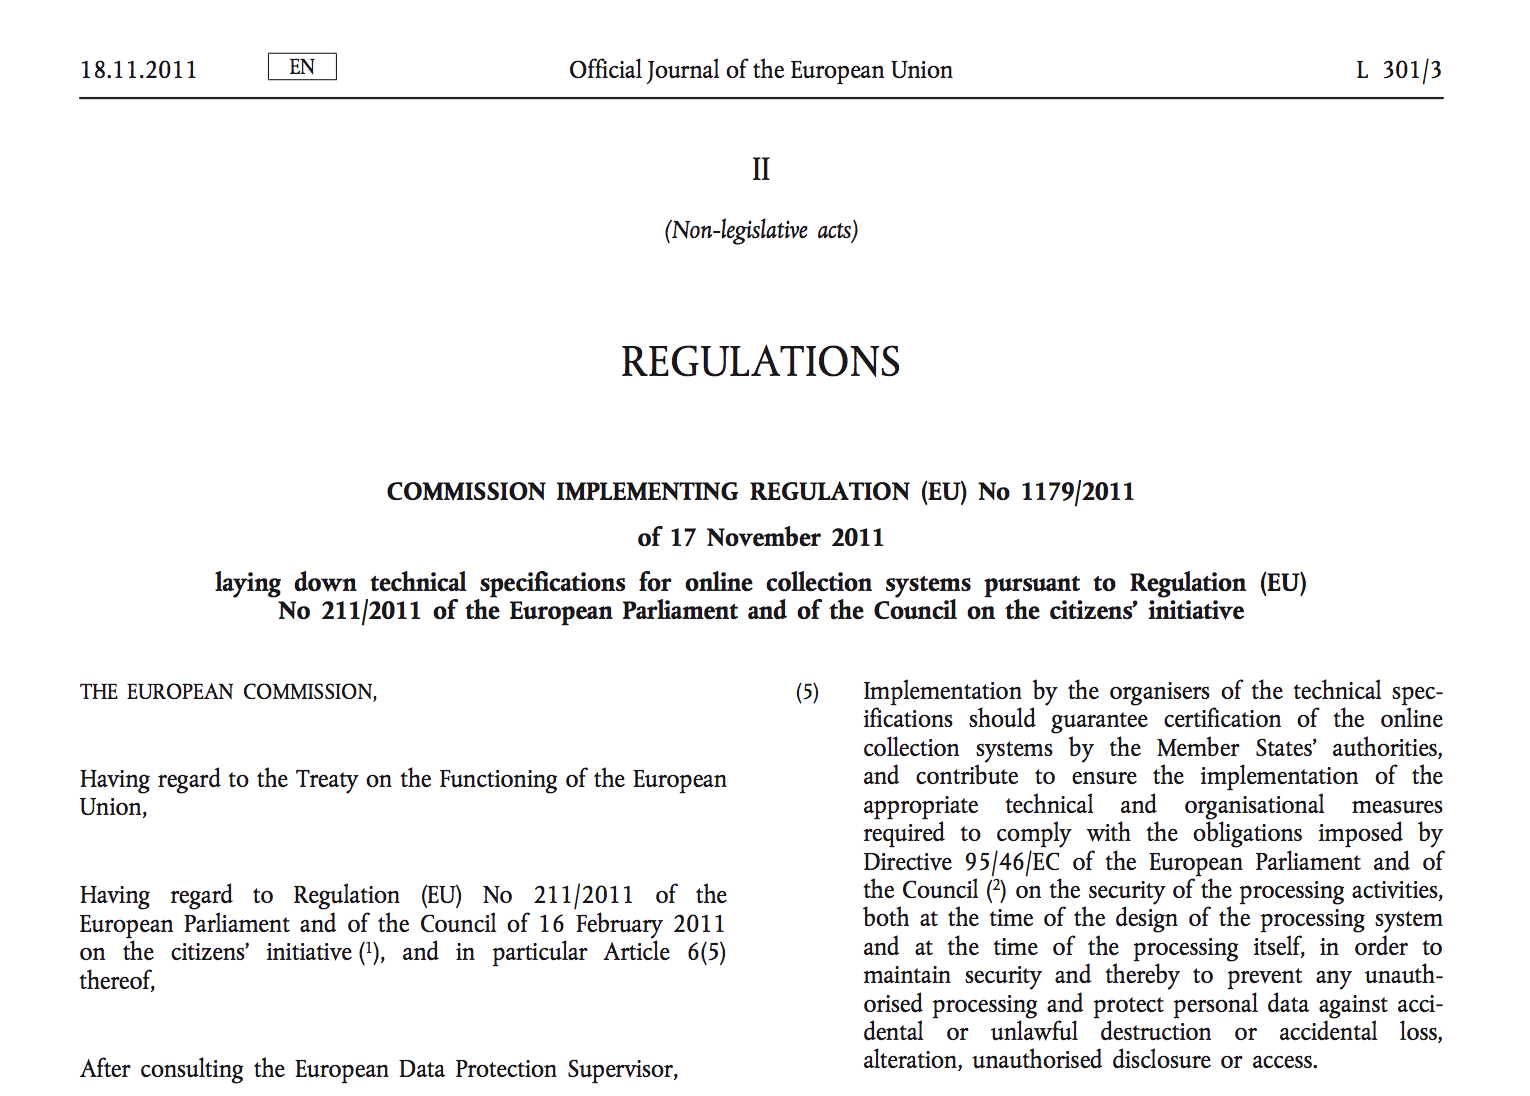 18.11.2011 EN Official Journal of the European Union L 301/3
II
(Non-legislative acts)
REGULATIONS
COMMISSION IMPLEMENTING REGULATION (EU) No 1179/2011
of 17 November 2011
laying down technical specifications for online collection systems pursuant to Regulation (EU)
No 211/2011 of the European Parliament and of the Council on the citizens’ initiative
THE EUROPEAN COMMISSION,
Having regard to the Treaty on the Functioning of the European
Union,
Having regard to Regulation (EU) No 211/2011 of the
European Parliament and of the Council of 16 February 2011
on the citizens’ initiative (¹), and in particular Article 6(5)
thereof,
After consulting the European Data Protection Supervisor,
(5) Implementation by the organisers of the technical spec-
ifications should guarantee certification of the online
collection systems by the Member States’ authorities,
and contribute to ensure the implementation of the
appropriate technical and organisational measures
required to comply with the obligations imposed by
Directive 95/46/EC of the European Parliament and of
the Council (²) on the security of the processing activities,
both at the time of the design of the processing system
and at the time of the processing itself, in order to
maintain security and thereby to prevent any unauth-
orised processing and protect personal data against acci-
dental or unlawful destruction or accidental loss,
alteration, unauthorised disclosure or access.